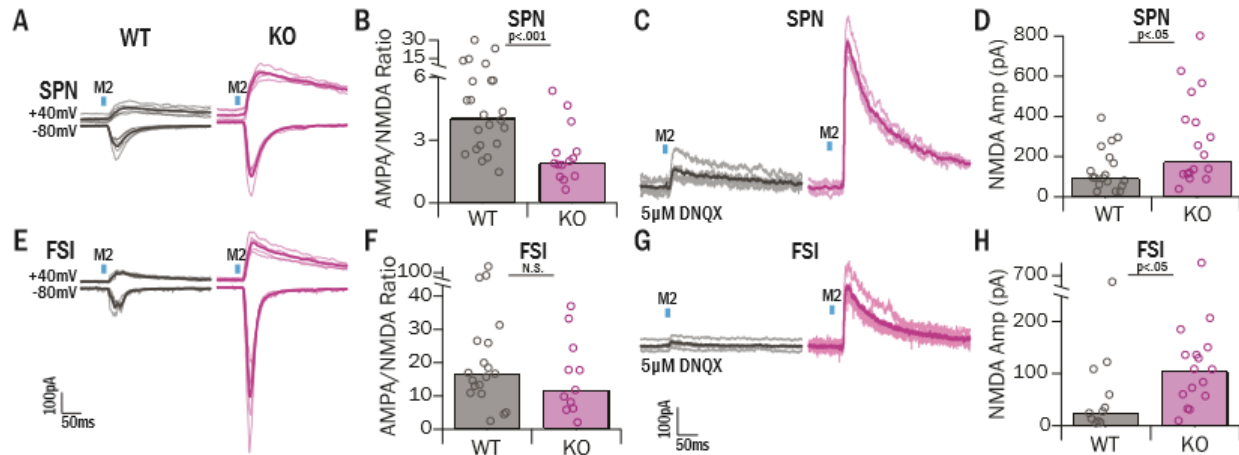 A
WT
KO
SPN
M2
M2
+40mV
-80mV
B
SPN
p<.001
AMPA/NMDA Ratio
30
15
6
3
0
WT
KO
C
SPN
M2
M2
5μM DNQX
D
SPN
p<.05
NMDA Amp (pA)
800
600
400
200
0
WT
KO
E
FSI
M2
M2
+40mV
-80mV
100pA
50ms
F
FSI
N.S.
AMPA/NMDA Ratio
100
40
30
20
10
0
WT
KO
G
FSI
M2
M2
5μM DNQX
100pA
50ms
H
FSI
p<.05
NMDA Amp (pA)
700
200
100
0
WT
KO